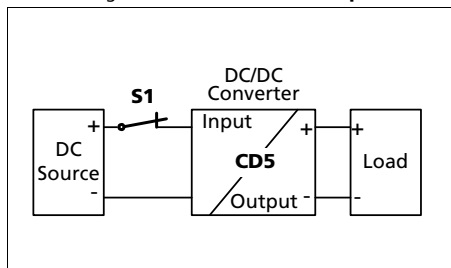 S1
DC/DC
Converter
+
DC
Source
-
Input
CD5
Output
+
-
+
Load
-